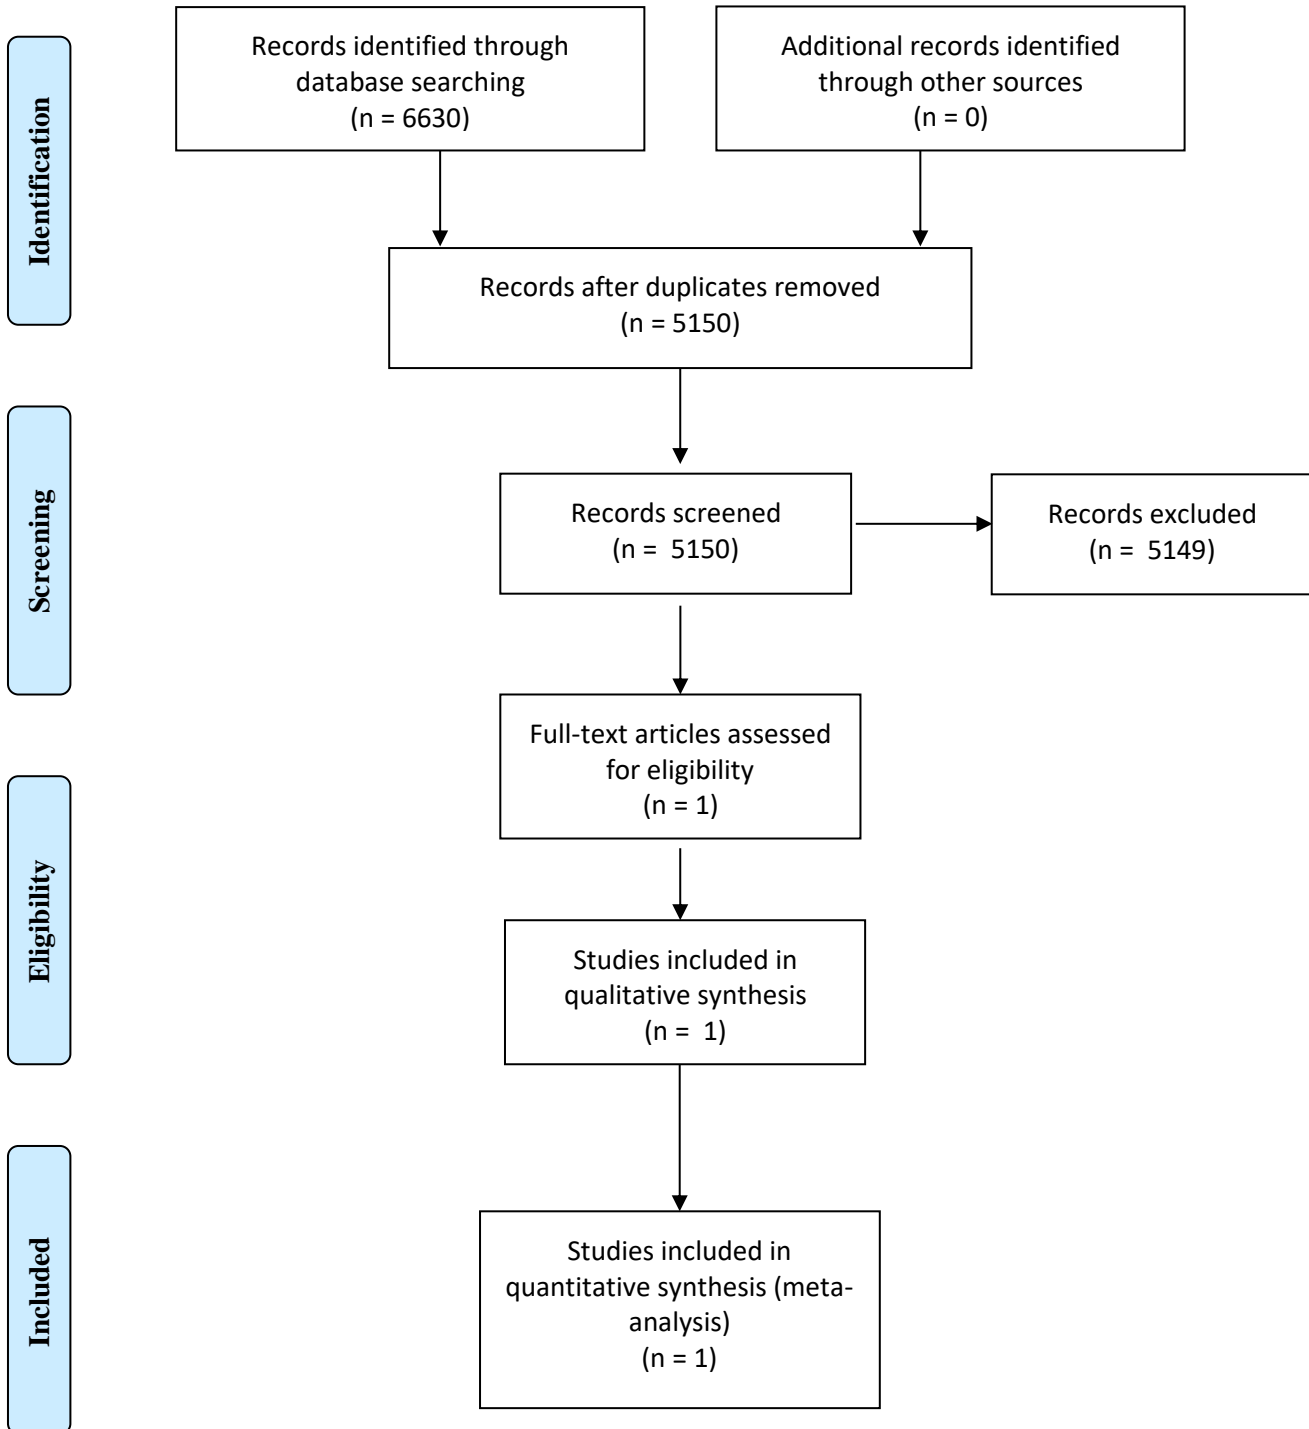 Identification
Records identified through
database searching
(n = 6630)
Additional records identified
through other sources
(n = 0)
Records after duplicates removed
(n = 5150)
Screening
Records screened
(n =  5150)
Records excluded
(n =  5149)
Full-text articles assessed
for eligibility
(n = 1)
Eligibility
Studies included in
qualitative synthesis
(n =  1)
Included
Studies included in
quantitative synthesis (meta-
analysis)
(n = 1)